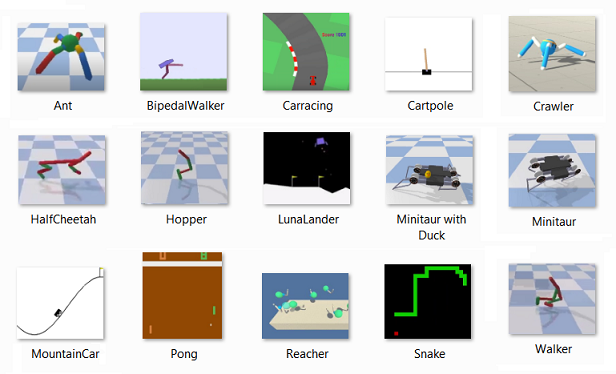 Ant
BipedalWalker
Carracing
Cartpole
Crawler
HalfCheetah
Hopper
LunaLander
Minitaur with
Duck
Minitaur
MountainCar
Pong
Reacher
Snake
Walker